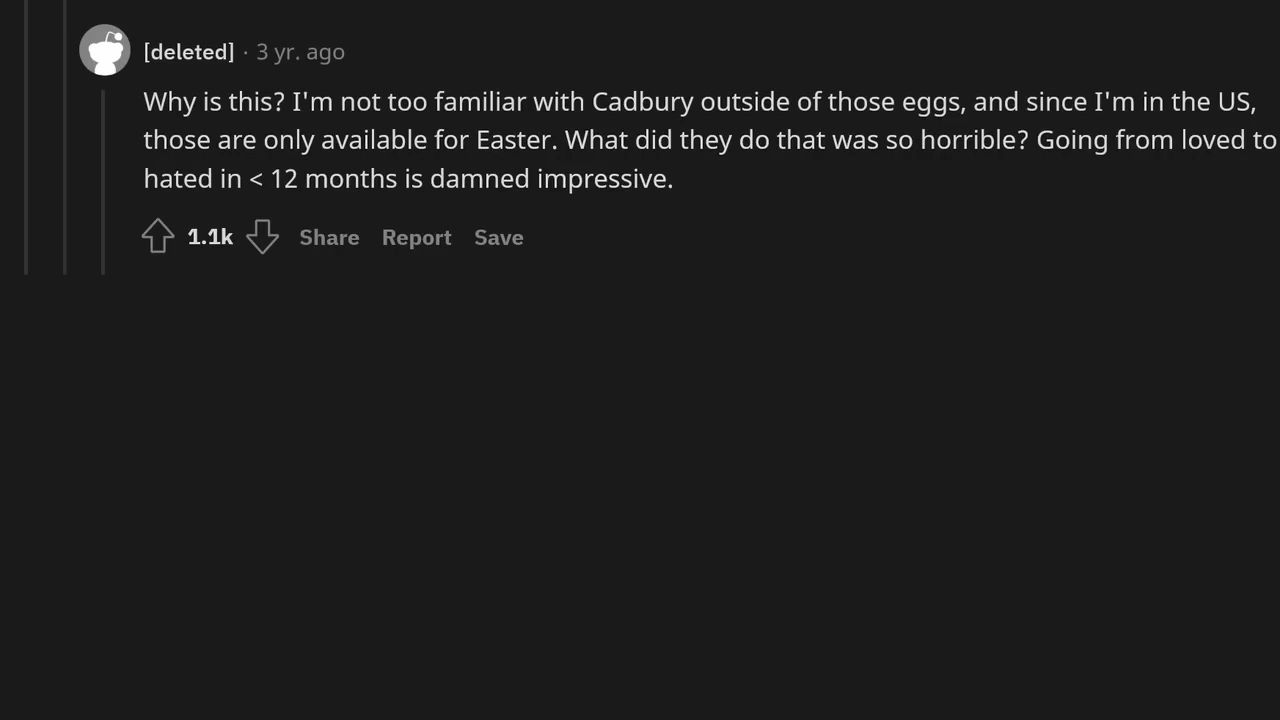 [deleted] · 3 yr. ago
Why is this? I'm not too familiar with Cadbury outside of those eggs, and since I'm in the US,
those are only available for Easter. What did they do that was so horrible? Going from loved to
hated in < 12 months is damned impressive.
1.1k Share Report Save